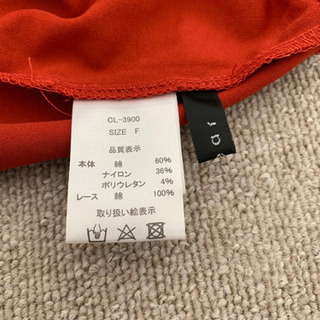 CL-3900
SIZE F
品質表示
本体 綿 60%
ナイロン 36%
ポリウレタン 4%
レース 綿 100%
取り扱い絵表示